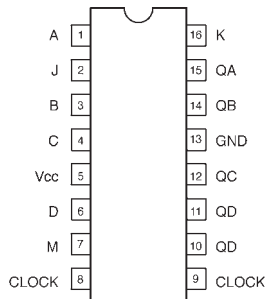 A 1 16 K
J 2 15 QA
B 3 14 QB
C 4 13 GND
Vcc 5 12 QC
D 6 11 QD
M 7 10 QD
CLOCK 8 9 CLOCK